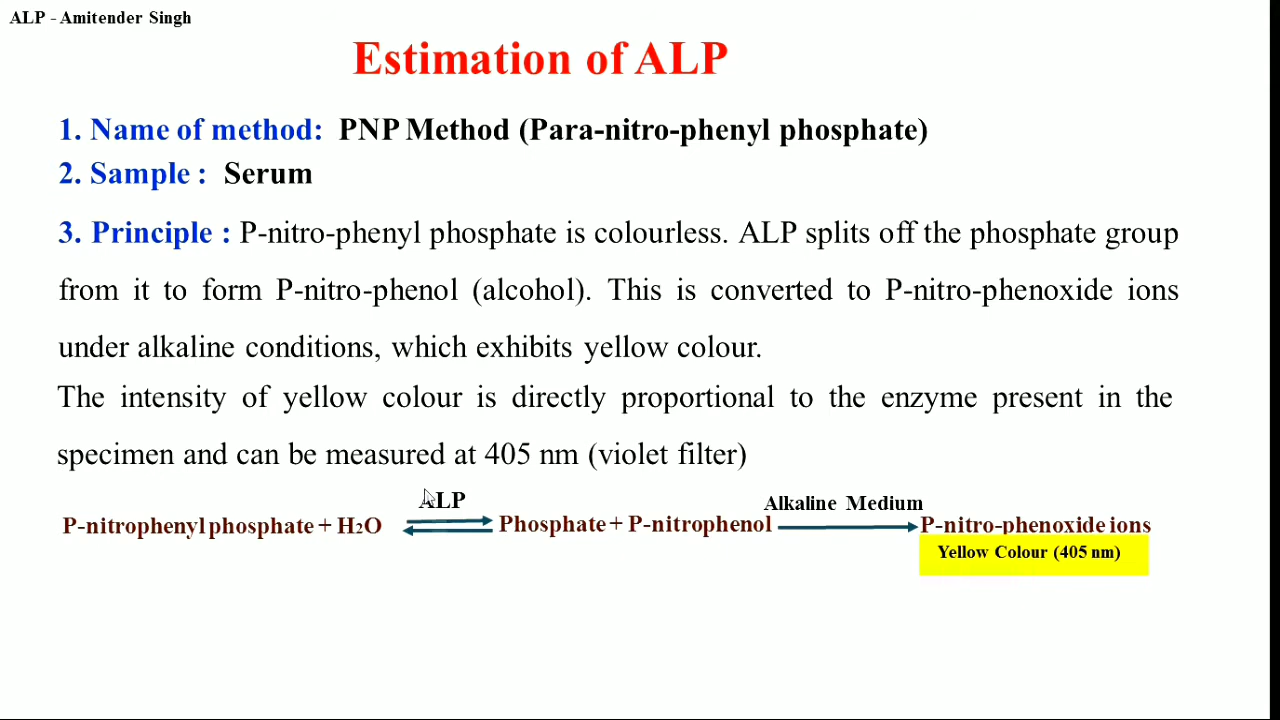 ALP - Amitender Singh
Estimation of ALP
1. Name of method: PNP Method (Para-nitro-phenyl phosphate)
2. Sample : Serum
3. Principle : P-nitro-phenyl phosphate is colourless. ALP splits off the phosphate group
from it to form P-nitro-phenol (alcohol). This is converted to P-nitro-phenoxide ions
under alkaline conditions, which exhibits yellow colour.
The intensity of yellow colour is directly proportional to the enzyme present in the
specimen and can be measured at 405 nm (violet filter)
ALP
Alkaline Medium
P-nitrophenyl phosphate + H₂O Phosphate + P-nitrophenol P-nitro-phenoxide ions
Yellow Colour (405 nm)